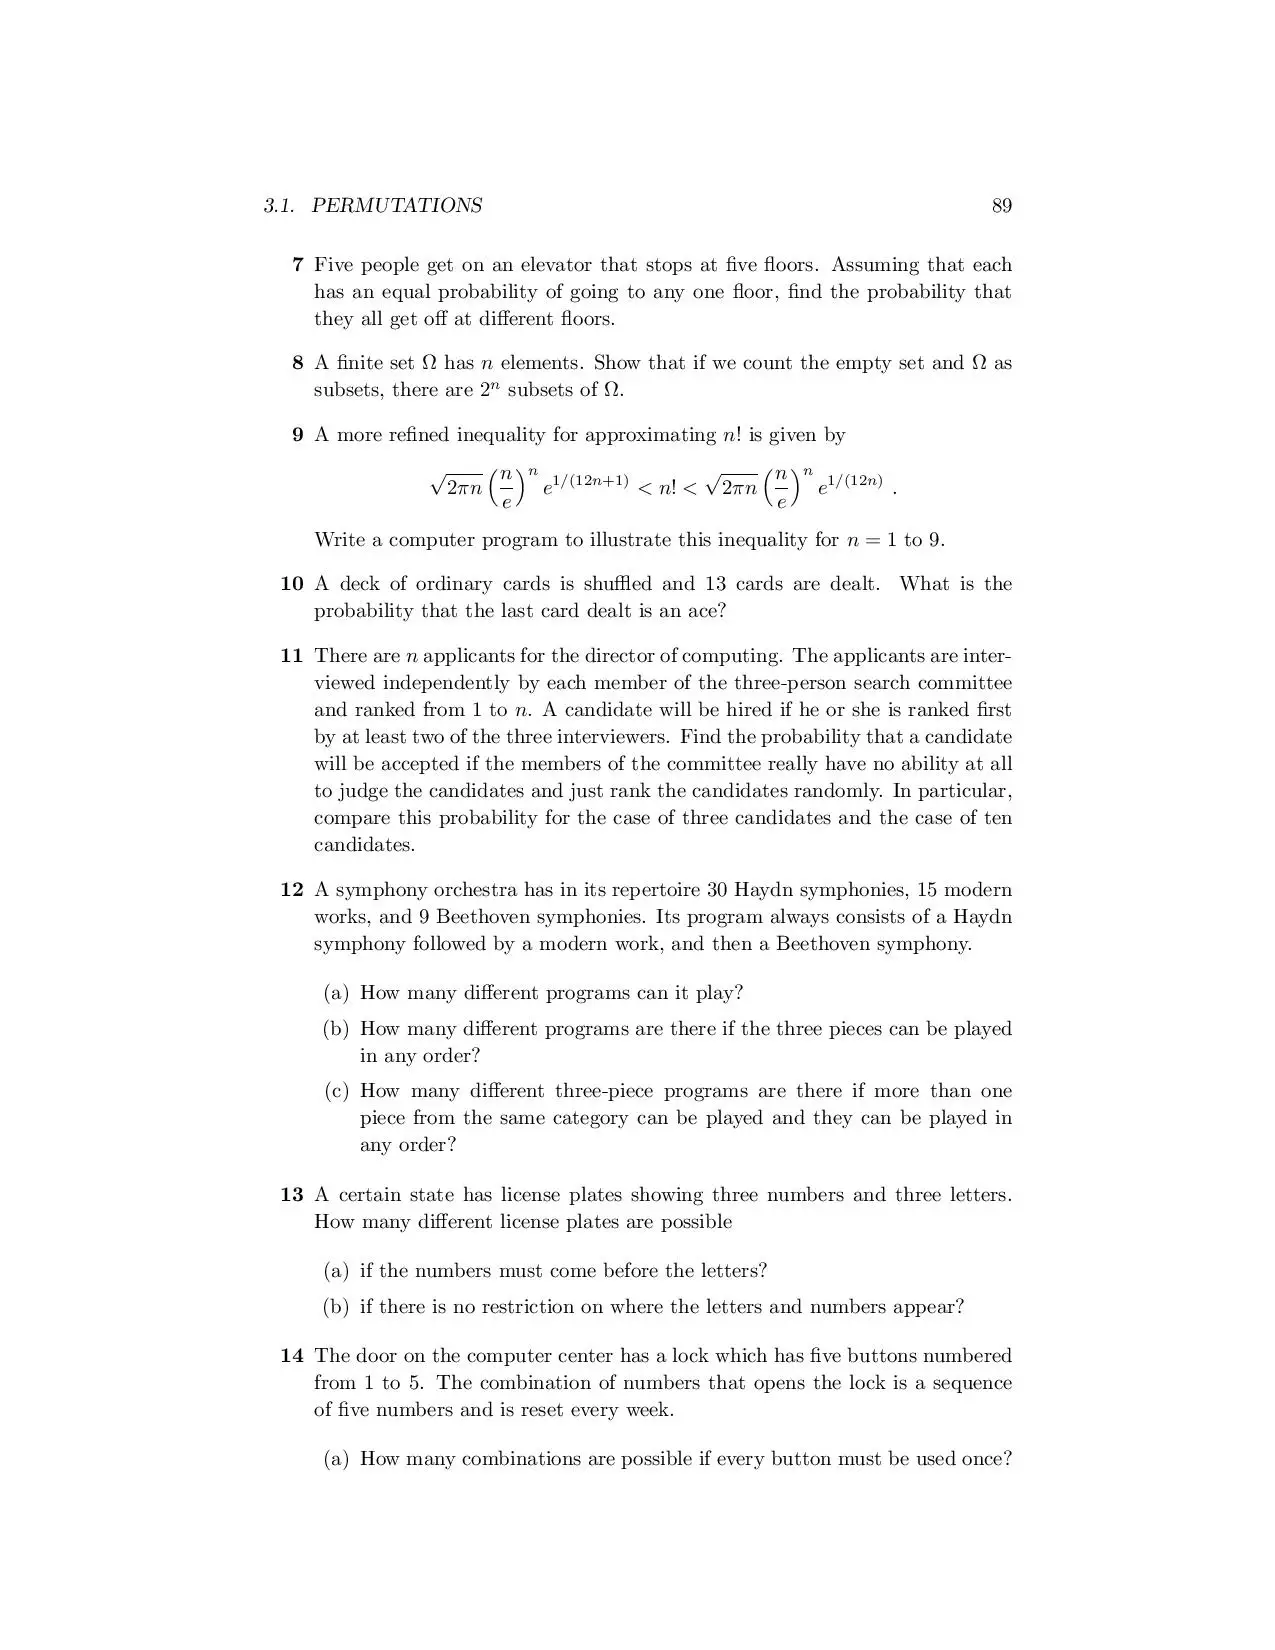 3.1. PERMUTATIONS 89
7 Five people get on an elevator that stops at five floors. Assuming that each
has an equal probability of going to any one floor, find the probability that
they all get off at different floors.
8 A finite set Ω has n elements. Show that if we count the empty set and Ω as
subsets, there are 2ⁿ subsets of Ω.
9 A more refined inequality for approximating n! is given by
√2πn (n/e)ⁿ e^{1/(12n+1)} < n! < √2πn (n/e)ⁿ e^{1/(12n)} .
Write a computer program to illustrate this inequality for n = 1 to 9.
10 A deck of ordinary cards is shuffled and 13 cards are dealt. What is the
probability that the last card dealt is an ace?
11 There are n applicants for the director of computing. The applicants are inter-
viewed independently by each member of the three-person search committee
and ranked from 1 to n. A candidate will be hired if he or she is ranked first
by at least two of the three interviewers. Find the probability that a candidate
will be accepted if the members of the committee really have no ability at all
to judge the candidates and just rank the candidates randomly. In particular,
compare this probability for the case of three candidates and the case of ten
candidates.
12 A symphony orchestra has in its repertoire 30 Haydn symphonies, 15 modern
works, and 9 Beethoven symphonies. Its program always consists of a Haydn
symphony followed by a modern work, and then a Beethoven symphony.
(a) How many different programs can it play?
(b) How many different programs are there if the three pieces can be played
in any order?
(c) How many different three-piece programs are there if more than one
piece from the same category can be played and they can be played in
any order?
13 A certain state has license plates showing three numbers and three letters.
How many different license plates are possible
(a) if the numbers must come before the letters?
(b) if there is no restriction on where the letters and numbers appear?
14 The door on the computer center has a lock which has five buttons numbered
from 1 to 5. The combination of numbers that opens the lock is a sequence
of five numbers and is reset every week.
(a) How many combinations are possible if every button must be used once?